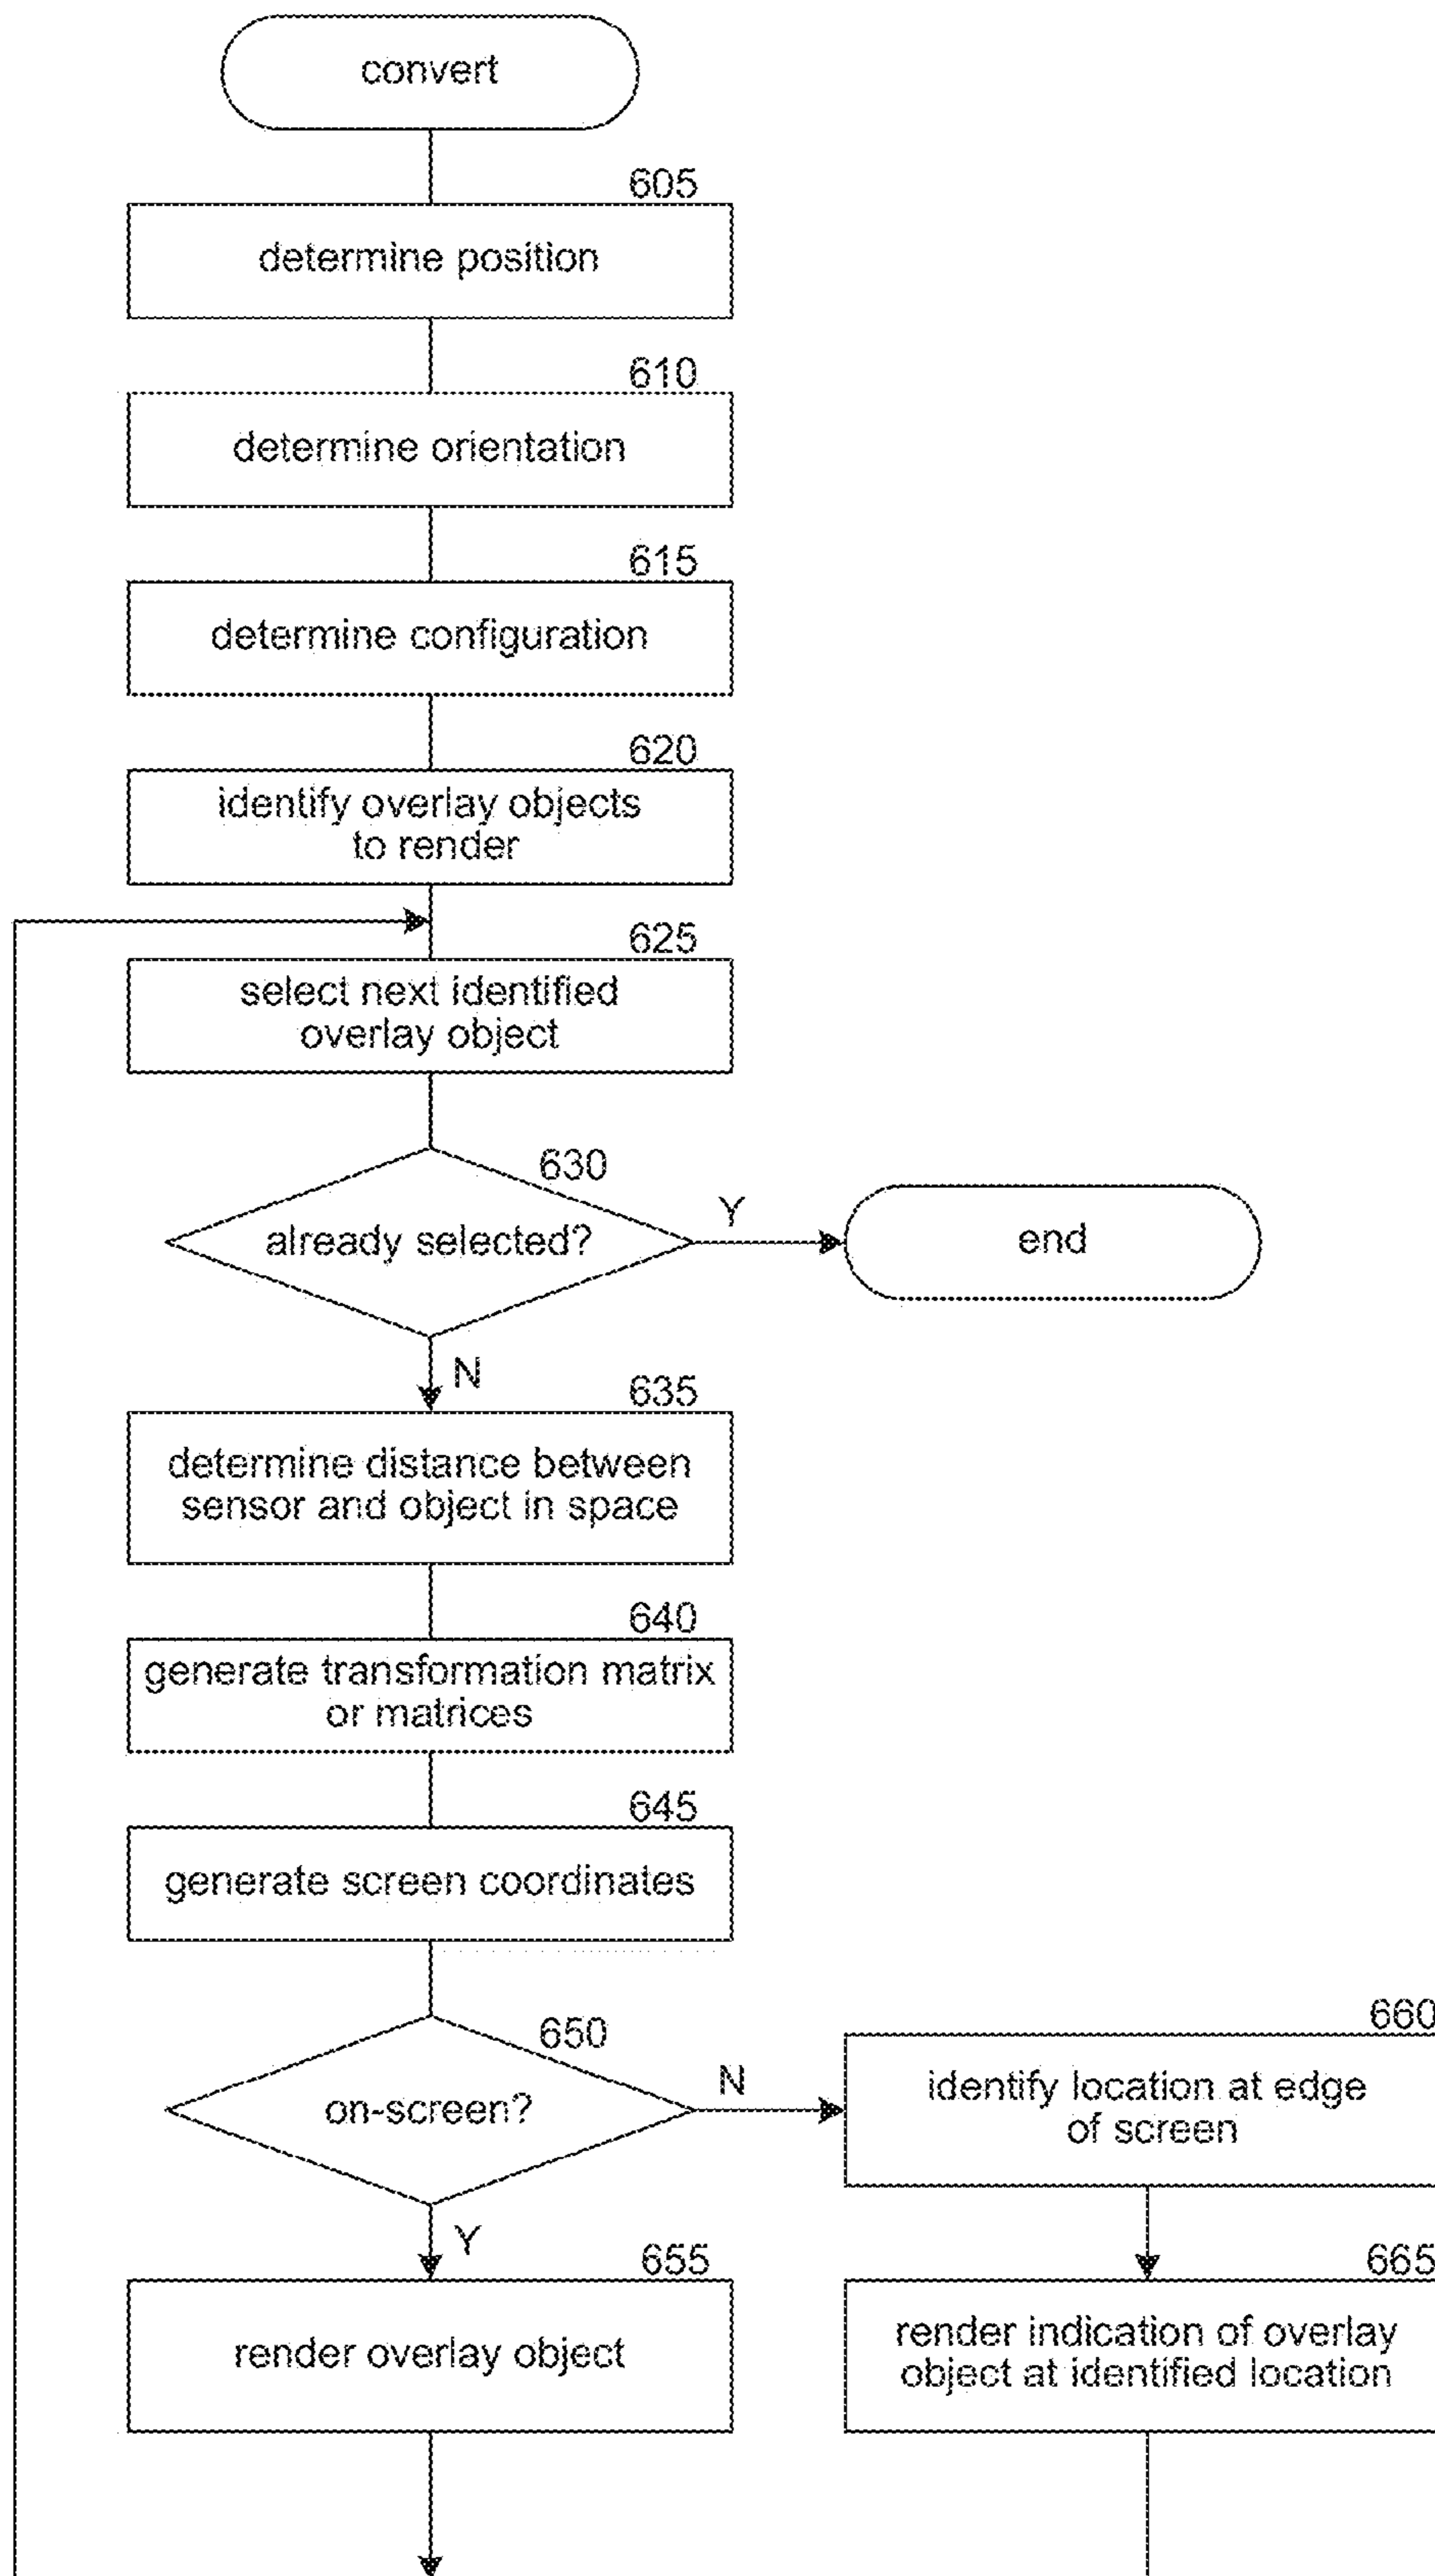 convert
605
determine position
610
determine orientation
615
determine configuration
620
identify overlay objects
to render
625
select next identified
overlay object
630
already selected?
Y
end
N
635
determine distance between
sensor and object in space
640
generate transformation matrix
or matrices
645
generate screen coordinates
650
on-screen?
N
660
identify location at edge
of screen
Y
655
render overlay object
665
render indication of overlay
object at identified location